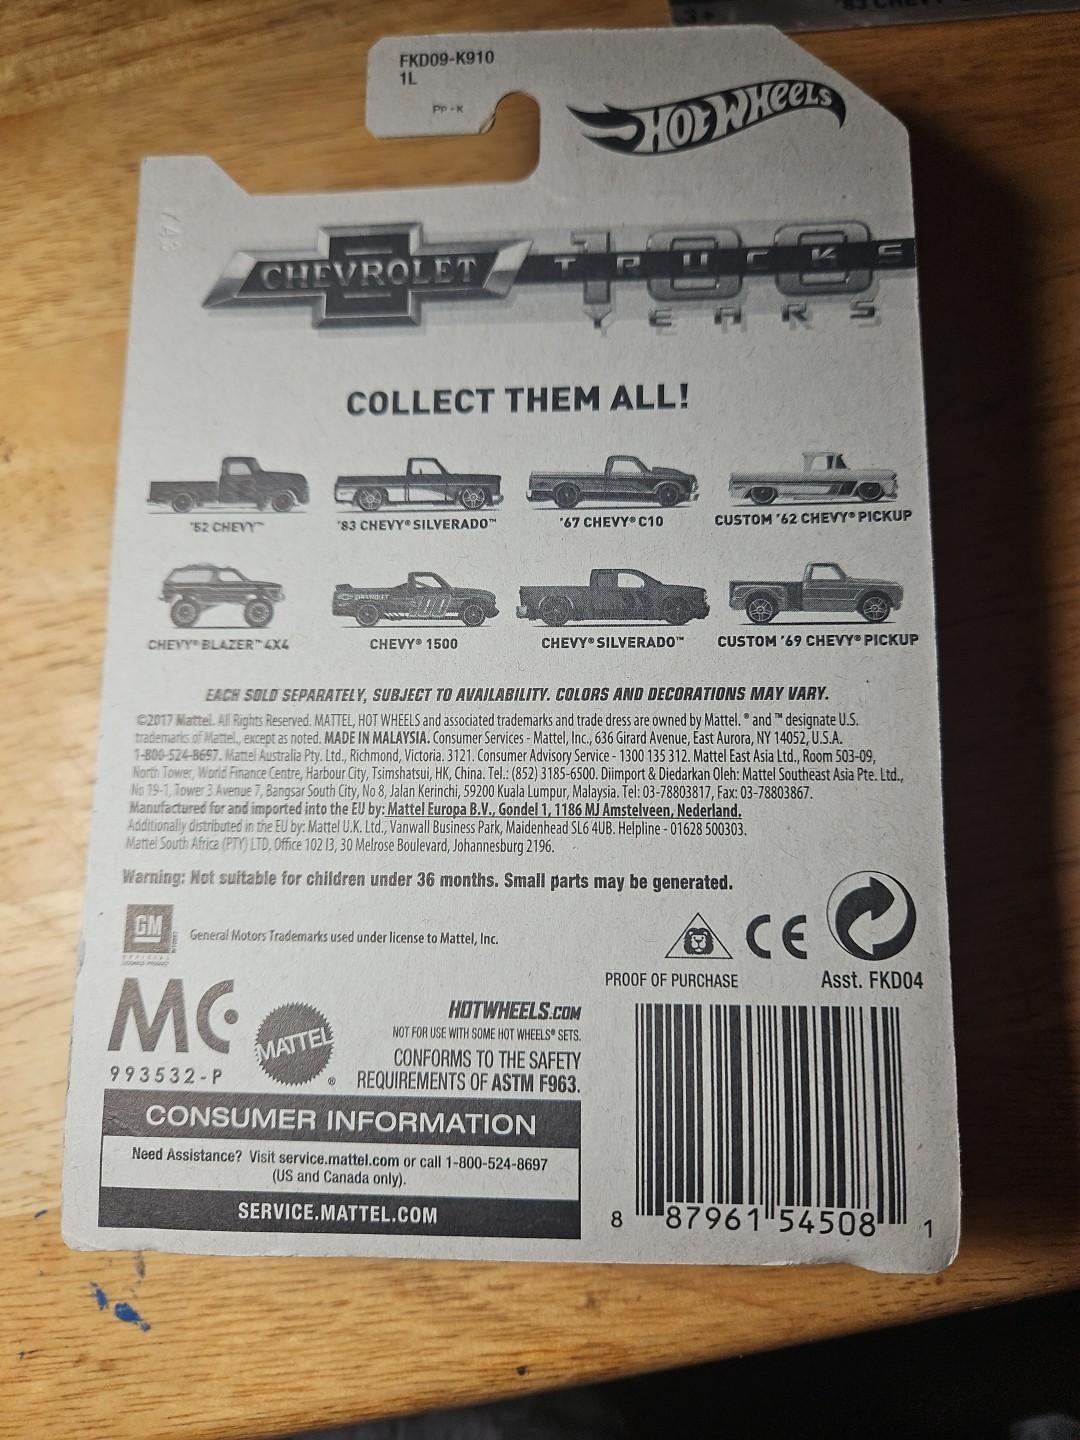 '83 CHEVY
3+
FKD09-K910
1L
PP-K
HOT WHEELS
CHEVROLET TRUCKS
100
YEARS
COLLECT THEM ALL!
'52 CHEVY™ '83 CHEVY® SILVERADO™ '67 CHEVY® C10 CUSTOM '62 CHEVY® PICKUP
CHEVROLET 100
CHEVY® BLAZER™ 4X4 CHEVY® 1500 CHEVY® SILVERADO™ CUSTOM '69 CHEVY® PICKUP
EACH SOLD SEPARATELY, SUBJECT TO AVAILABILITY. COLORS AND DECORATIONS MAY VARY.
©2017 Mattel. All Rights Reserved. MATTEL, HOT WHEELS and associated trademarks and trade dress are owned by Mattel. ® and ™ designate U.S.
trademarks of Mattel, except as noted. MADE IN MALAYSIA. Consumer Services - Mattel, Inc., 636 Girard Avenue, East Aurora, NY 14052, U.S.A.
1-800-524-8697. Mattel Australia Pty. Ltd., Richmond, Victoria. 3121. Consumer Advisory Service - 1300 135 312. Mattel East Asia Ltd., Room 503-09,
North Tower, World Finance Centre, Harbour City, Tsimshatsui, HK, China. Tel.: (852) 3185-6500. Diimport & Diedarkan Oleh: Mattel Southeast Asia Pte. Ltd.,
No 19-1, Tower 3 Avenue 7, Bangsar South City, No 8, Jalan Kerinchi, 59200 Kuala Lumpur, Malaysia. Tel: 03-78803817, Fax: 03-78803867.
Manufactured for and imported into the EU by: Mattel Europa B.V., Gondel 1, 1186 MJ Amstelveen, Nederland.
Additionally distributed in the EU by: Mattel U.K. Ltd., Vanwall Business Park, Maidenhead SL6 4UB. Helpline - 01628 500303.
Mattel South Africa (PTY) LTD, Office 102 I3, 30 Melrose Boulevard, Johannesburg 2196.
Warning: Not suitable for children under 36 months. Small parts may be generated.
GM
OFFICIAL
LICENSED PRODUCT
General Motors Trademarks used under license to Mattel, Inc.
CE
PROOF OF PURCHASE
Asst. FKD04
MC
993532-P
MATTEL®
HOTWHEELS.COM
NOT FOR USE WITH SOME HOT WHEELS® SETS.
CONFORMS TO THE SAFETY
REQUIREMENTS OF ASTM F963.
CONSUMER INFORMATION
Need Assistance? Visit service.mattel.com or call 1-800-524-8697
(US and Canada only).
SERVICE.MATTEL.COM
8 87961 54508 1